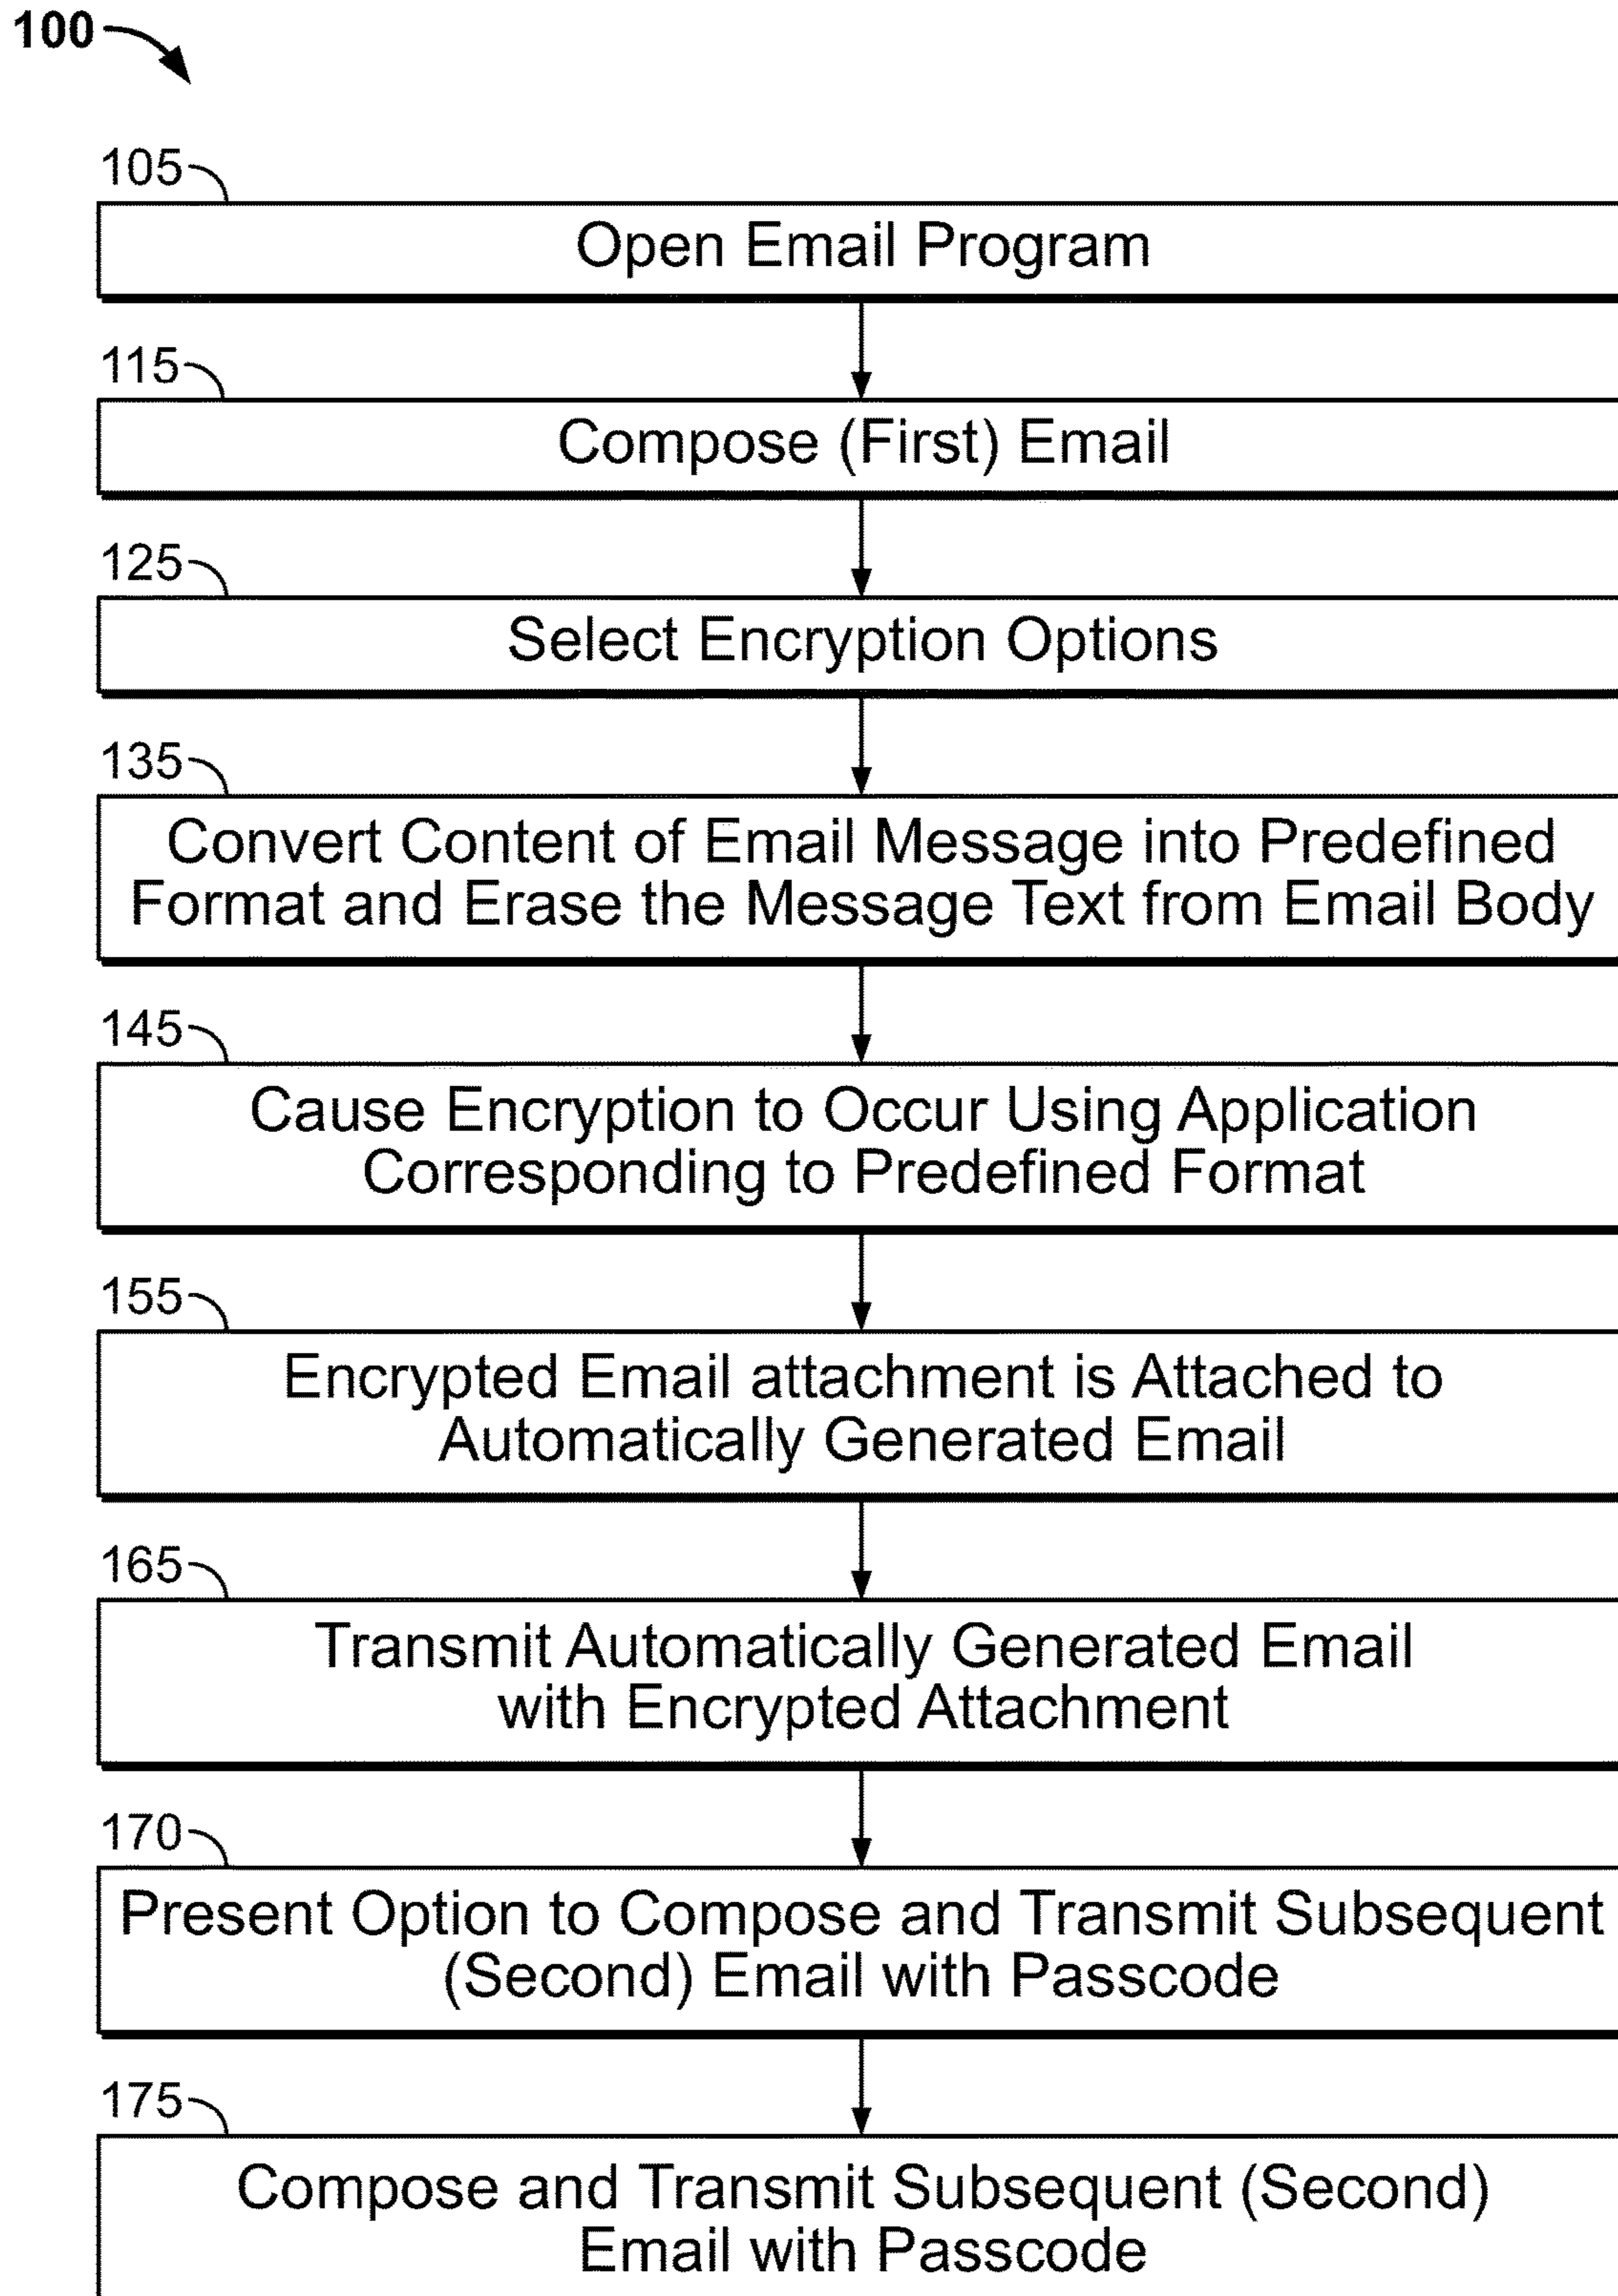 100
105
Open Email Program
115
Compose (First) Email
125
Select Encryption Options
135
Convert Content of Email Message into Predefined
Format and Erase the Message Text from Email Body
145
Cause Encryption to Occur Using Application
Corresponding to Predefined Format
155
Encrypted Email attachment is Attached to
Automatically Generated Email
165
Transmit Automatically Generated Email
with Encrypted Attachment
170
Present Option to Compose and Transmit Subsequent
(Second) Email with Passcode
175
Compose and Transmit Subsequent (Second)
Email with Passcode